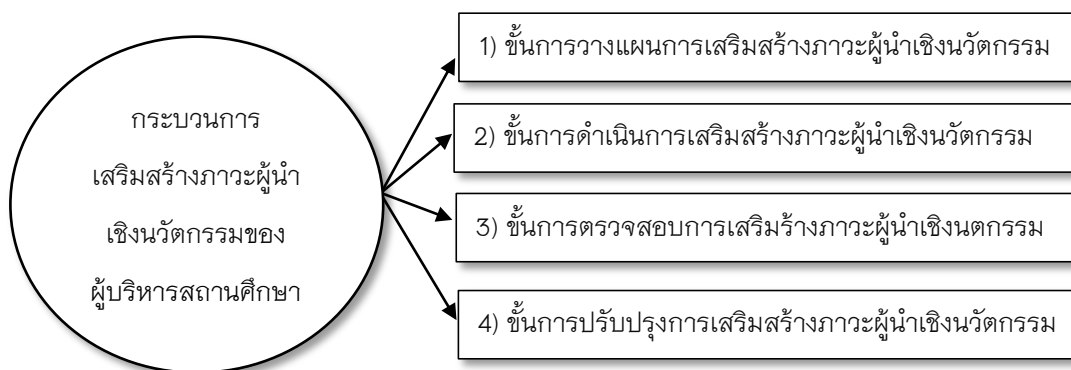 กระบวนการ
เสริมสร้างภาวะผู้นำ
เชิงนวัตกรรมของ
ผู้บริหารสถานศึกษา
1) ขั้นการวางแผนการเสริมสร้างภาวะผู้นำเชิงนวัตกรรม
2) ขั้นการดำเนินการเสริมสร้างภาวะผู้นำเชิงนวัตกรรม
3) ขั้นการตรวจสอบการเสริมร้างภาวะผู้นำเชิงนตกรรม
4) ขั้นการปรับปรุงการเสริมสร้างภาวะผู้นำเชิงนวัตกรรม